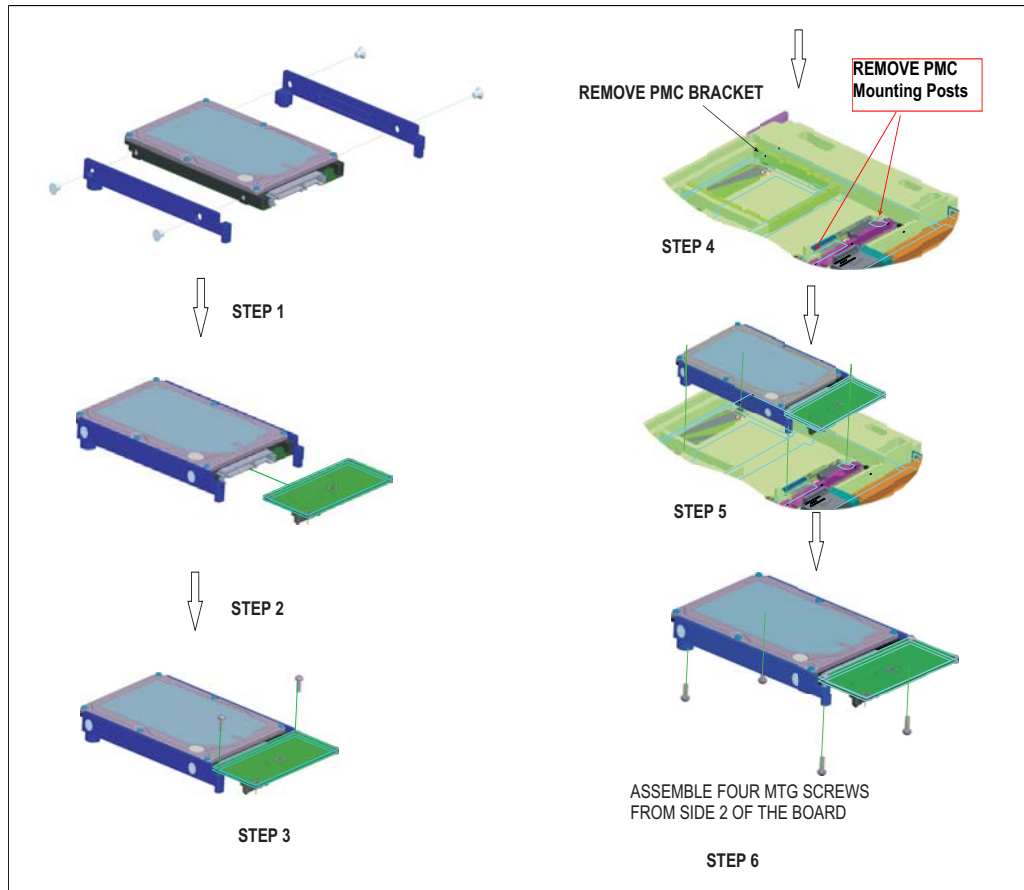 STEP 1
STEP 2
STEP 3
REMOVE PMC BRACKET
REMOVE PMC
Mounting Posts
STEP 4
STEP 5
ASSEMBLE FOUR MTG SCREWS
FROM SIDE 2 OF THE BOARD
STEP 6